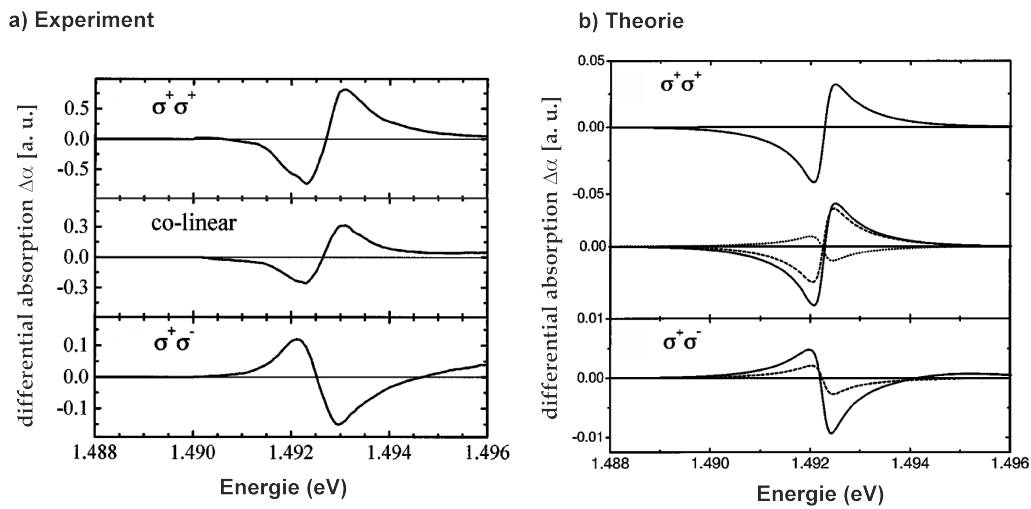 a) Experiment
differential absorption Δα [a. u.]
σ+σ+
0.5
0.0
-0.5
co-linear
0.3
0.0
-0.3
σ+σ-
0.1
0.0
-0.1
1.488 1.490 1.492 1.494 1.496
Energie (eV)
b) Theorie
differential absorption Δα [a. u.]
0.05
σ+σ+
0.00
-0.05
0.00
0.01
σ+σ-
0.00
-0.01
1.488 1.490 1.492 1.494 1.496
Energie (eV)